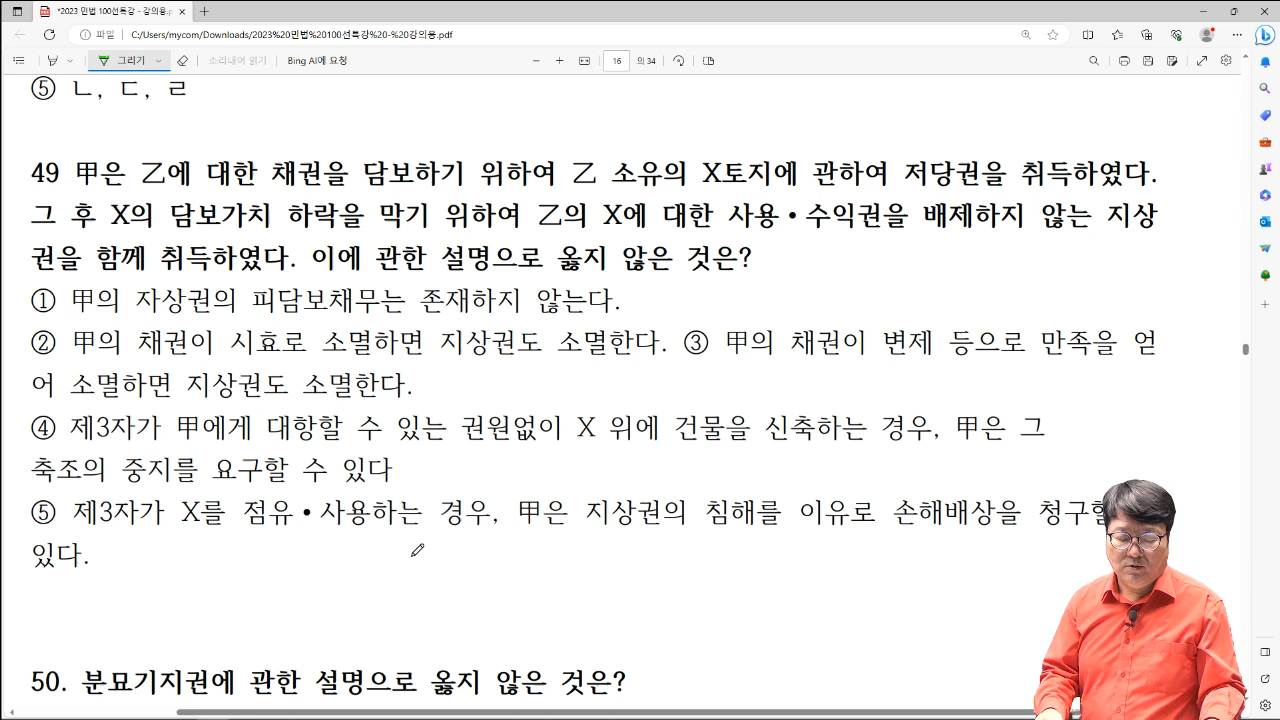 *2023 민법 100선특강 - 강의용.p
파일 C:/Users/mycom/Downloads/2023%20민법%20100선특강%20-%20강의용.pdf
그리기 소리내어 읽기 Bing AI에 요청 16 의 34
⑤ ㄴ, ㄷ, ㄹ
49 甲은 乙에 대한 채권을 담보하기 위하여 乙 소유의 X토지에 관하여 저당권을 취득하였다.
그 후 X의 담보가치 하락을 막기 위하여 乙의 X에 대한 사용•수익권을 배제하지 않는 지상
권을 함께 취득하였다. 이에 관한 설명으로 옳지 않은 것은?
① 甲의 자상권의 피담보채무는 존재하지 않는다.
② 甲의 채권이 시효로 소멸하면 지상권도 소멸한다. ③ 甲의 채권이 변제 등으로 만족을 얻
어 소멸하면 지상권도 소멸한다.
④ 제3자가 甲에게 대항할 수 있는 권원없이 X 위에 건물을 신축하는 경우, 甲은 그
축조의 중지를 요구할 수 있다
⑤ 제3자가 X를 점유•사용하는 경우, 甲은 지상권의 침해를 이유로 손해배상을
있다.
50. 분묘기지권에 관한 설명으로 옳지 않은 것은?